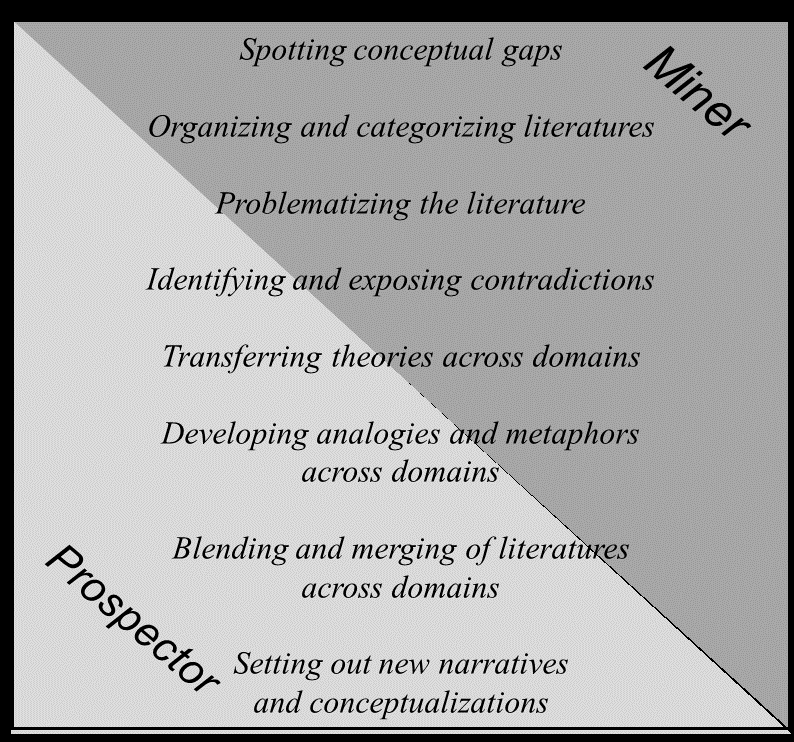 Spotting conceptual gaps
Miner
Organizing and categorizing literatures
Problematizing the literature
Identifying and exposing contradictions
Transferring theories across domains
Developing analogies and metaphors
across domains
Blending and merging of literatures
across domains
Prospector
Setting out new narratives
and conceptualizations